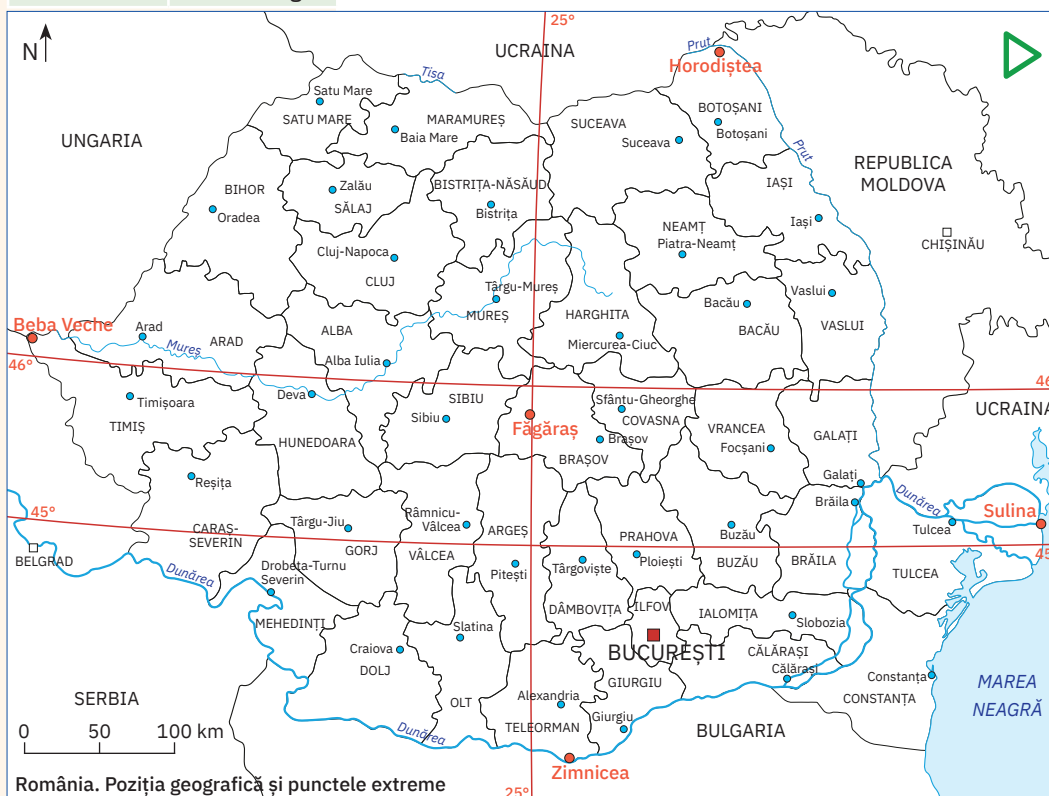 25°
N
UCRAINA
Prut
Horodiștea
Tisa
Satu Mare
SATU MARE
MARAMUREȘ
Baia Mare
SUCEAVA
Suceava
BOTOȘANI
Botoșani
UNGARIA
Prut
REPUBLICA
MOLDOVA
BIHOR
Oradea
Zalău
SĂLAJ
BISTRIȚA-NĂSĂUD
Bistrița
IAȘI
Iași
NEAMȚ
Piatra-Neamț
CHIȘINĂU
Cluj-Napoca
CLUJ
Târgu-Mureș
MUREȘ
HARGHITA
Miercurea-Ciuc
Bacău
BACĂU
Vaslui
VASLUI
Beba Veche
Arad
ARAD
Mureș
ALBA
Alba Iulia
46°
46
Timișoara
TIMIȘ
Deva
HUNEDOARA
SIBIU
Sibiu
Făgăraș
Sfântu-Gheorghe
COVASNA
Brașov
BRAȘOV
VRANCEA
Focșani
GALAȚI
Galați
UCRAINA
Reșița
CARAȘ-
SEVERIN
45°
Târgu-Jiu
GORJ
Râmnicu-
Vâlcea
VÂLCEA
ARGEȘ
Pitești
Târgoviște
DÂMBOVIȚA
PRAHOVA
Ploiești
Buzău
BUZĂU
Brăila
BRĂILA
Dunărea
Tulcea
TULCEA
Sulina
45
BELGRAD
Dunărea
Drobeta-Turnu
Severin
MEHEDINȚI
Craiova
DOLJ
Slatina
OLT
ILFOV
BUCUREȘTI
IALOMIȚA
Slobozia
CĂLĂRAȘI
Călărași
GIURGIU
Giurgiu
Alexandria
TELEORMAN
Constanța
CONSTANȚA
MAREA
NEAGRĂ
SERBIA
BULGARIA
Dunărea
Zimnicea
0 50 100 km
România. Poziția geografică și punctele extreme
25°